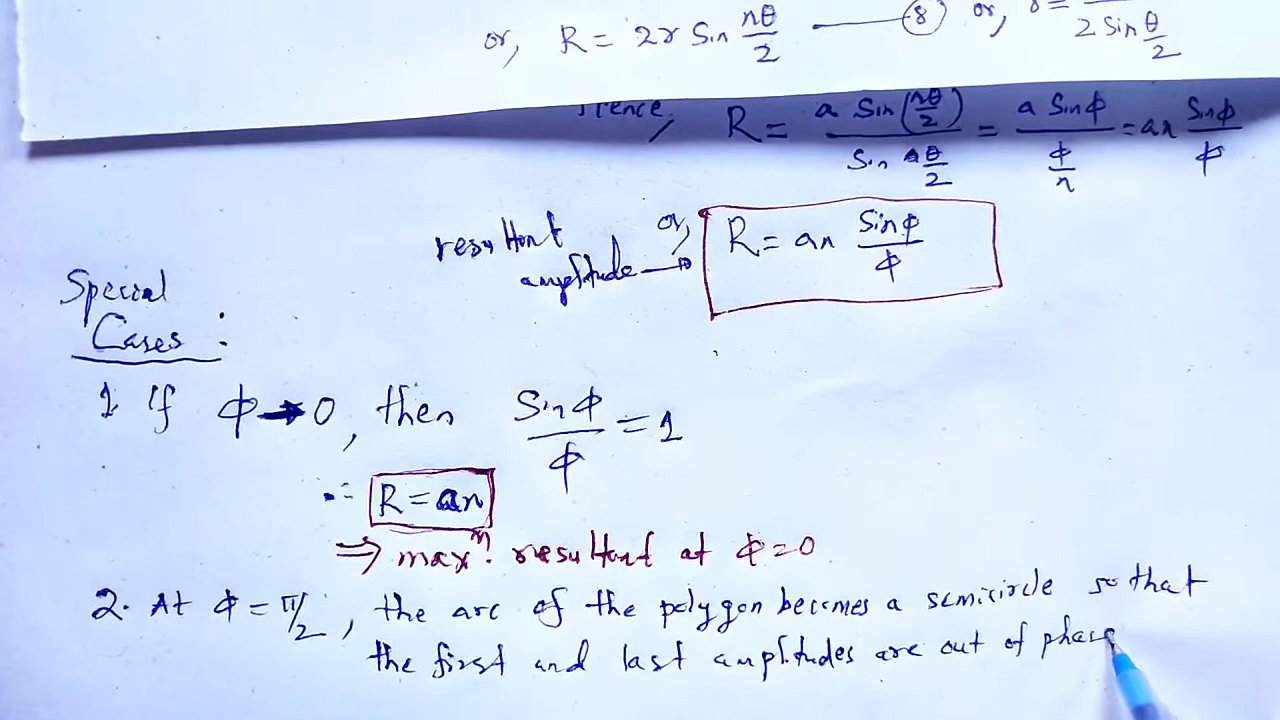 or, R = 2r Sin nθ/2 —— (8) or, r = / 2 Sin θ/2
Hence, R = a Sin (nθ/2) / Sin θ/2 = a Sinφ / φ/n = an Sinφ/φ
resultant amplitude → or, R = an Sinφ/φ
Special
Cases :
1 If φ → 0, then Sinφ/φ = 1
∴ R = an
⇒ maxᵐ. resultant at φ = 0
2. At φ = π/2, the arc of the polygon becomes a semicircle so that
the first and last amplitudes are out of phase